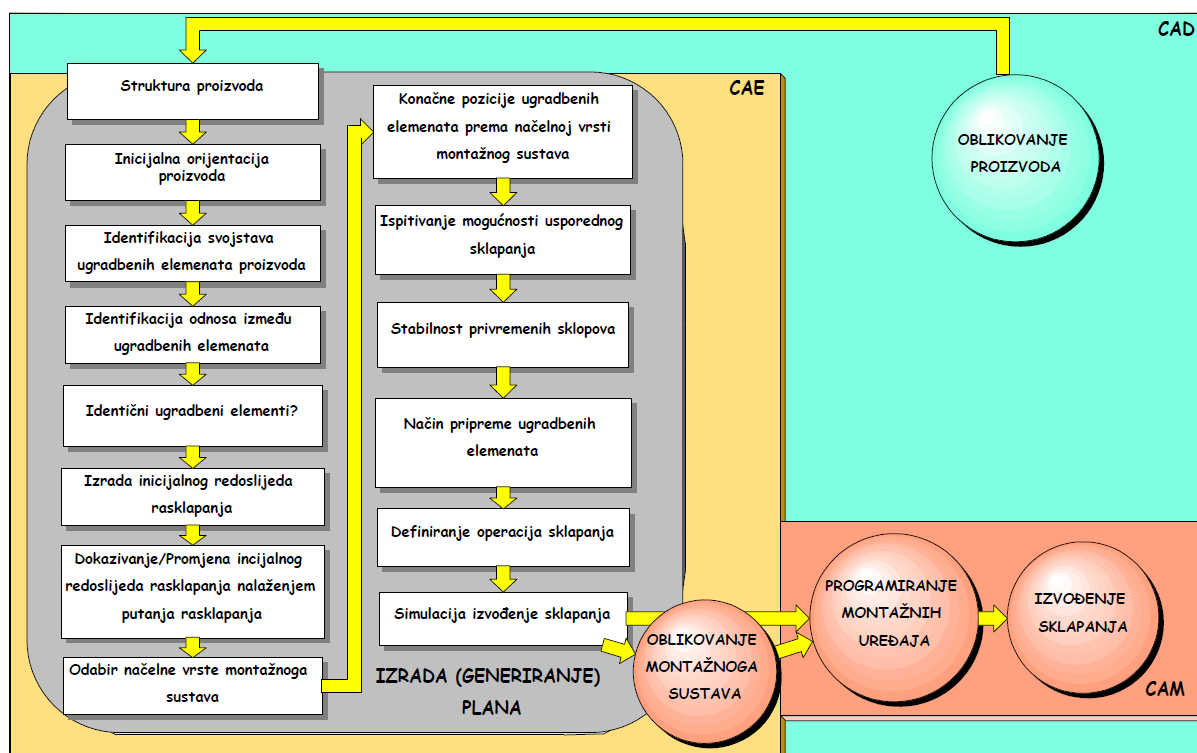 CAD
CAE
OBLIKOVANJE
PROIZVODA
Struktura proizvoda
Inicijalna orijentacija
proizvoda
Identifikacija svojstava
ugradbenih elemenata proizvoda
Identifikacija odnosa između
ugradbenih elemenata
Identični ugradbeni elementi?
Izrada inicijalnog redoslijeda
rasklapanja
Dokazivanje/Promjena incijalnog
redoslijeda rasklapanja nalaženjem
putanja rasklapanja
Odabir načelne vrste montažnoga
sustava
Konačne pozicije ugradbenih
elemenata prema načelnoj vrsti
montažnog sustava
Ispitivanje mogućnosti usporednog
sklapanja
Stabilnost privremenih sklopova
Način pripreme ugradbenih
elemenata
Definiranje operacija sklapanja
Simulacija izvođenje sklapanja
IZRADA (GENERIRANJE)
PLANA
OBLIKOVANJE
MONTAŽNOGA
SUSTAVA
PROGRAMIRANJE
MONTAŽNIH
UREĐAJA
IZVOĐENJE
SKLAPANJA
CAM